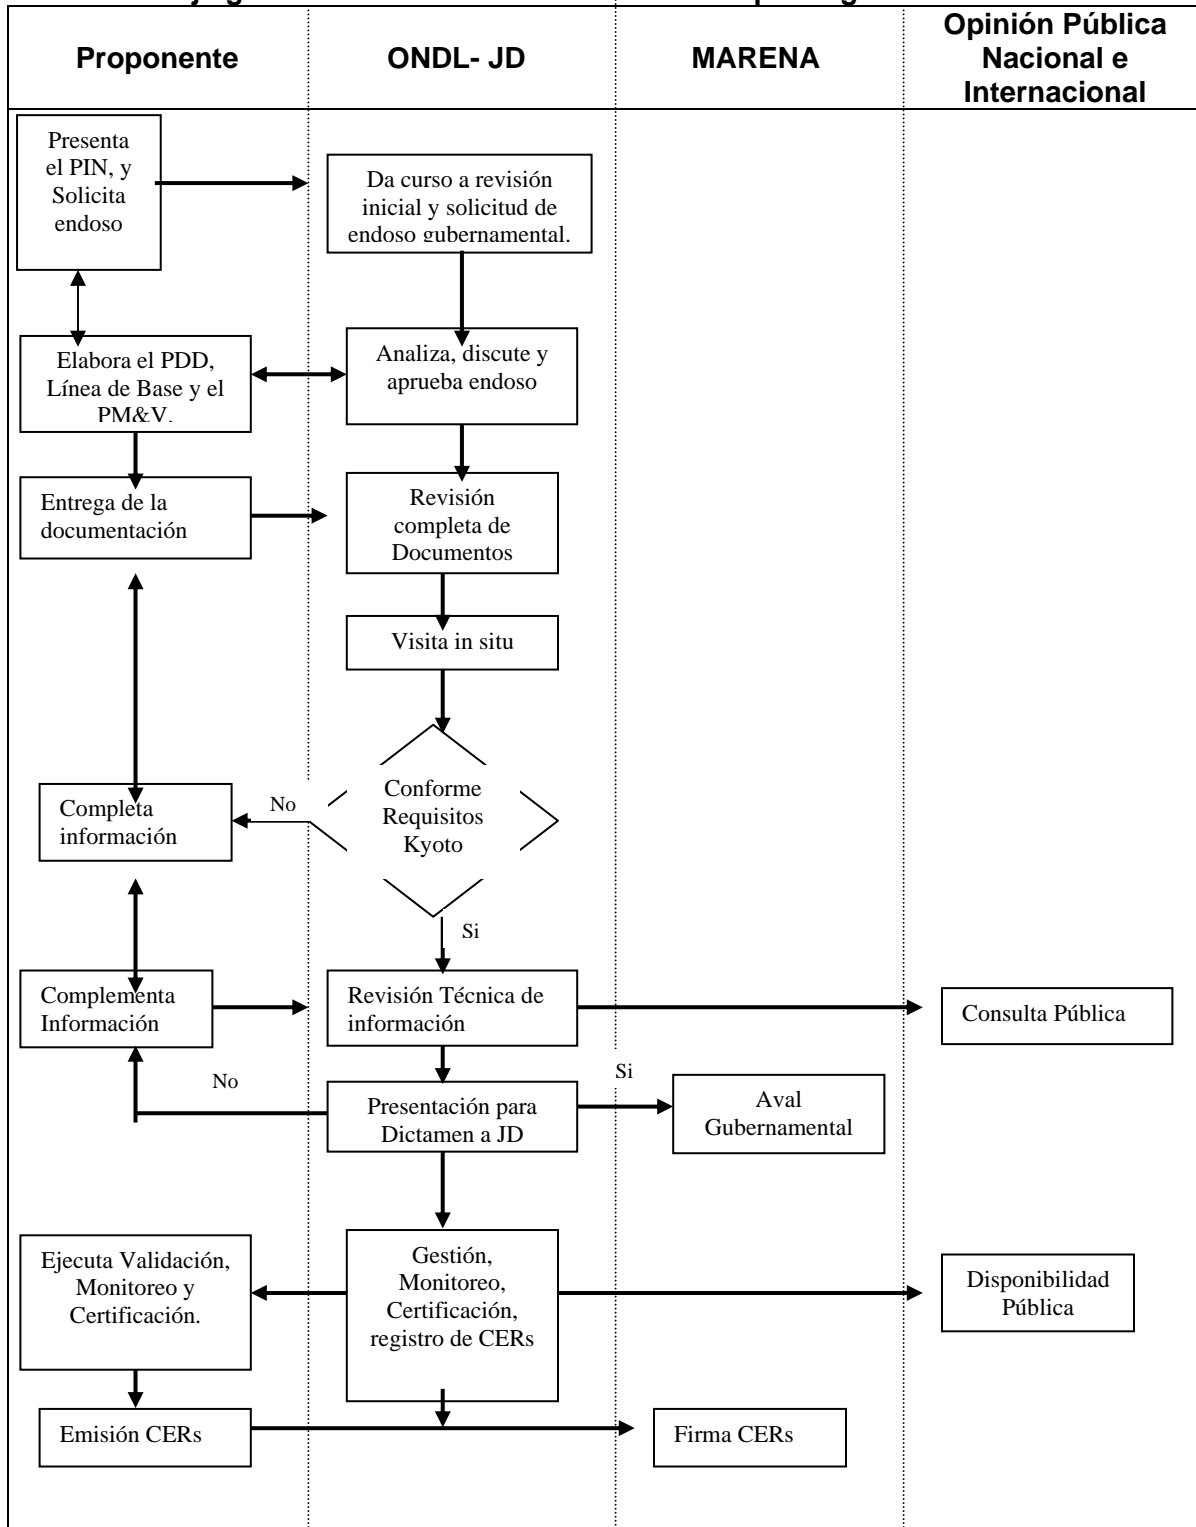 Proponente
ONDL- JD
MARENA
Opinión Pública
Nacional e
Internacional
Presenta
el PIN, y
Solicita
endoso
Da curso a revisión
inicial y solicitud de
endoso gubernamental.
Elabora el PDD,
Línea de Base y el
PM&V.
Analiza, discute y
aprueba endoso
Entrega de la
documentación
Revisión
completa de
Documentos
Visita in situ
Conforme
Requisitos
Kyoto
No
Completa
información
Si
Complementa
Información
Revisión Técnica de
información
Consulta Pública
No
Si
Presentación para
Dictamen a JD
Aval
Gubernamental
Ejecuta Validación,
Monitoreo y
Certificación.
Gestión,
Monitoreo,
Certificación,
registro de CERs
Disponibilidad
Pública
Emisión CERs
Firma CERs